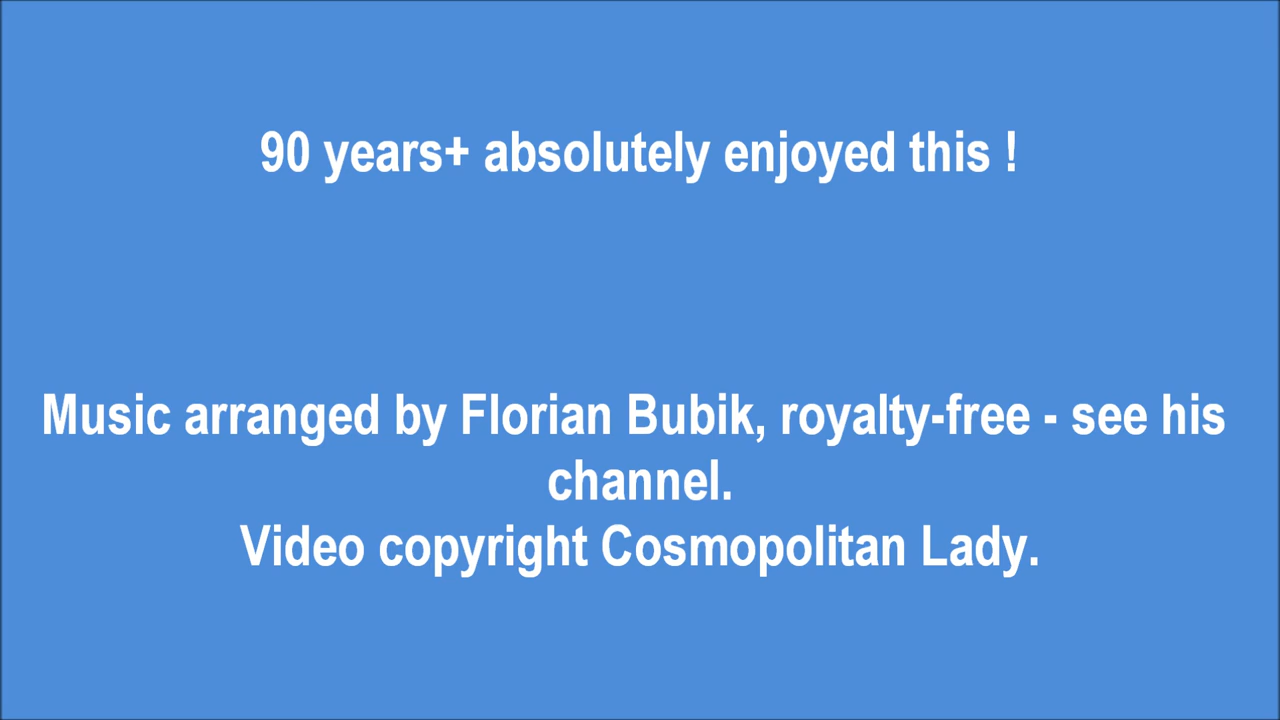 90 years+ absolutely enjoyed this !
Music arranged by Florian Bubik, royalty-free - see his
channel.
Video copyright Cosmopolitan Lady.